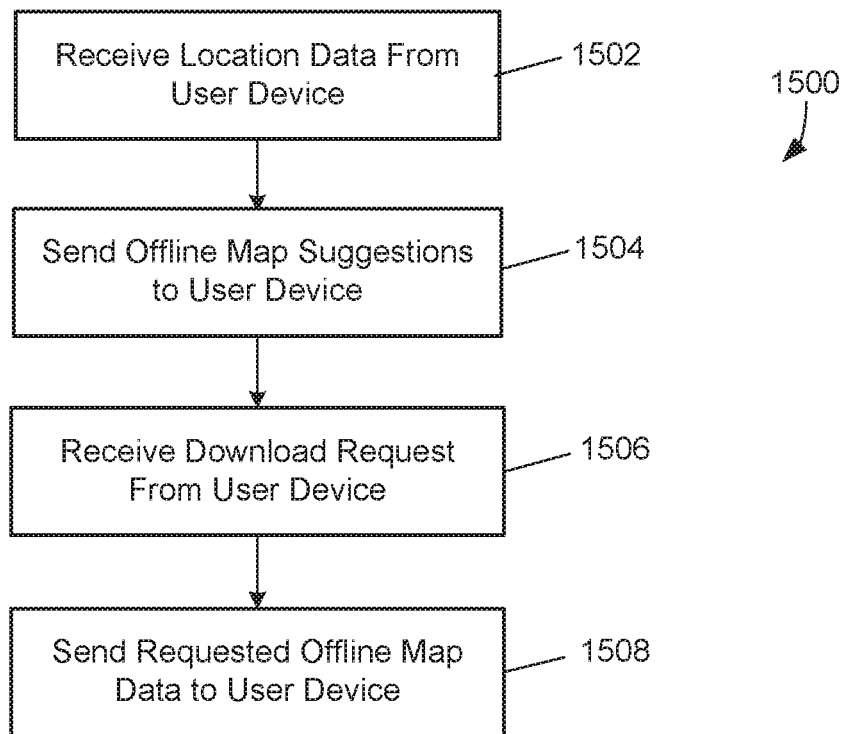 Receive Location Data From
User Device
1502
1500
Send Offline Map Suggestions
to User Device
1504
Receive Download Request
From User Device
1506
Send Requested Offline Map
Data to User Device
1508